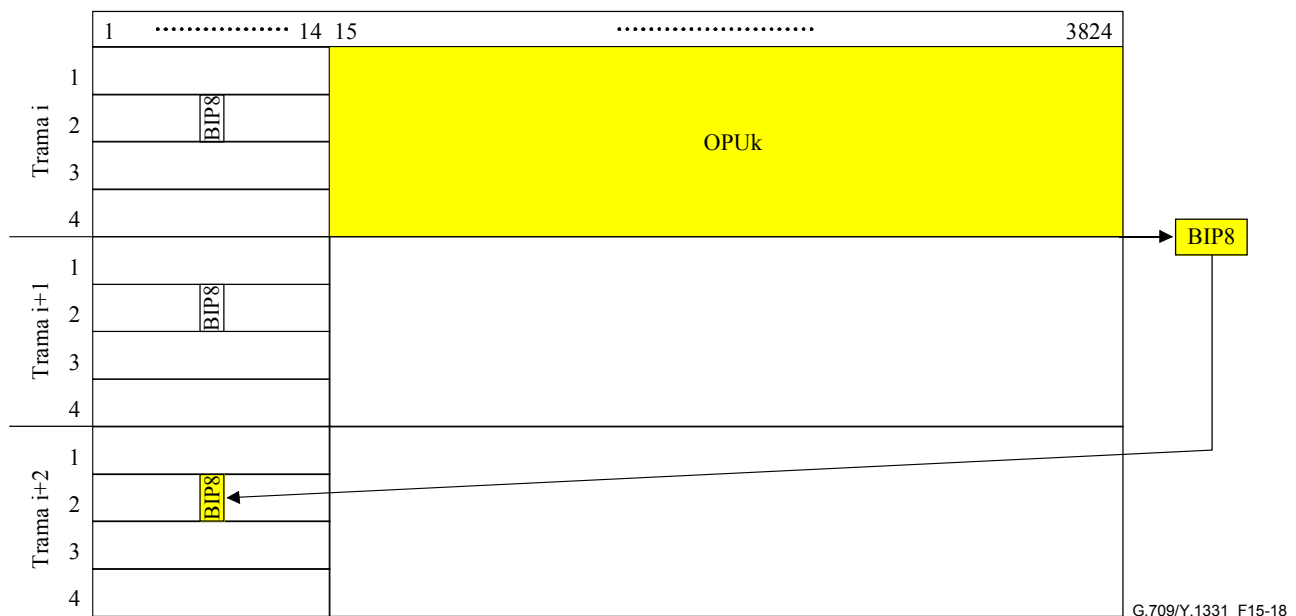 1 ................. 14 15 ......................... 3824
Trama i
1
2 BIP8
3
4
OPUk
BIP8
Trama i+1
1
2 BIP8
3
4
Trama i+2
1
2 BIP8
3
4
G.709/Y.1331_F15-18